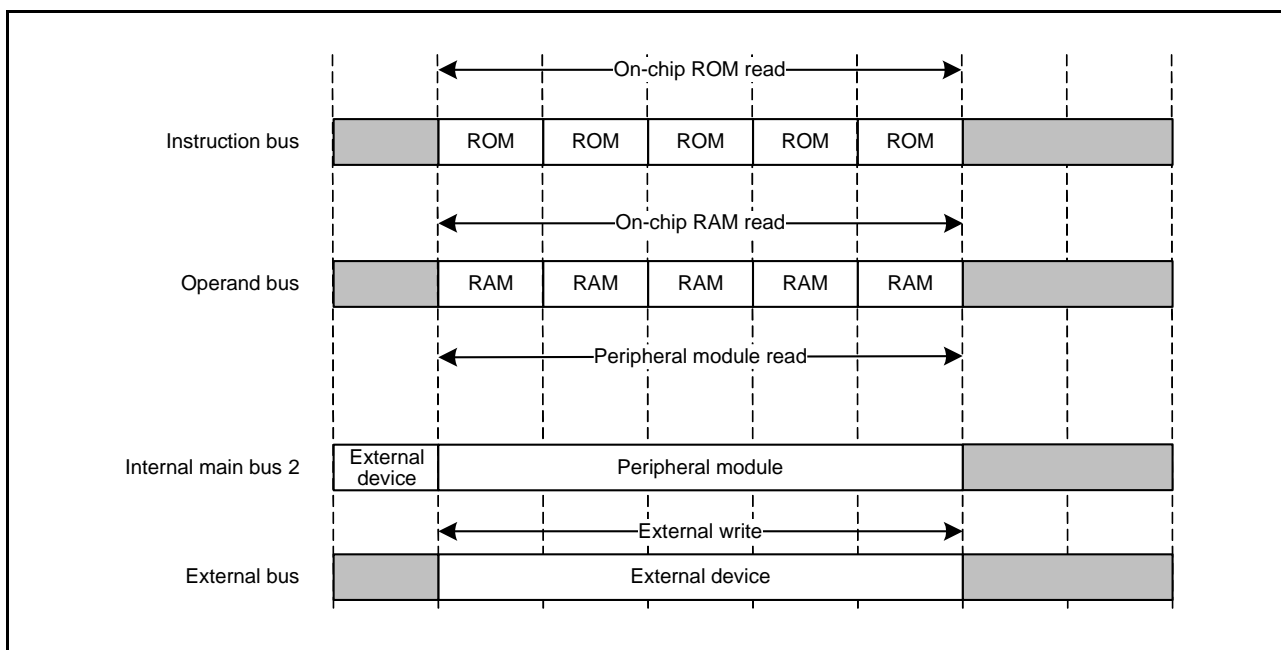 On-chip ROM read
Instruction bus ROM ROM ROM ROM ROM
On-chip RAM read
Operand bus RAM RAM RAM RAM RAM
Peripheral module read
Internal main bus 2 External device Peripheral module
External write
External bus External device